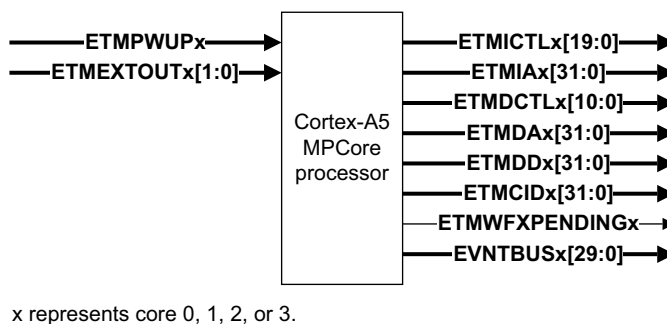 ETMPWUPx
ETMEXTOUTx[1:0]
Cortex-A5
MPCore
processor
ETMICTLx[19:0]
ETMIAx[31:0]
ETMDCTLx[10:0]
ETMDAx[31:0]
ETMDDx[31:0]
ETMCIDx[31:0]
ETMWFXPENDINGx
EVNTBUSx[29:0]
x represents core 0, 1, 2, or 3.